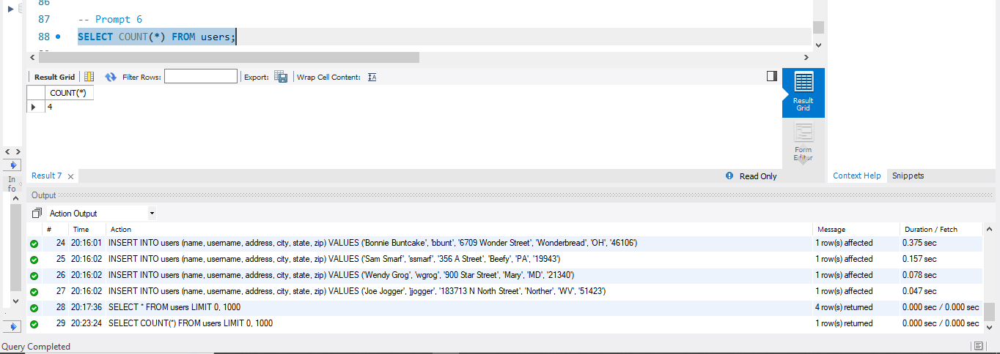 86
87 -- Prompt 6
88 SELECT COUNT(*) FROM users;
Result Grid Filter Rows: Export: Wrap Cell Content: IA
COUNT(*)
4
Result
Grid
Form
Editor
In
fo
Result 7 × Read Only
Context Help Snippets
Output
Action Output
# Time Action Message Duration / Fetch
24 20:16:01 INSERT INTO users (name, username, address, city, state, zip) VALUES ('Bonnie Buntcake', 'bbunt', '6709 Wonder Street', 'Wonderbread', 'OH', '46106') 1 row(s) affected 0.375 sec
25 20:16:02 INSERT INTO users (name, username, address, city, state, zip) VALUES ('Sam Smarf', 'ssmarf', '356 A Street', 'Beefy', 'PA', '19943') 1 row(s) affected 0.157 sec
26 20:16:02 INSERT INTO users (name, username, address, city, state, zip) VALUES ('Wendy Grog', 'wgrog', '900 Star Street', 'Mary', 'MD', '21340') 1 row(s) affected 0.078 sec
27 20:16:02 INSERT INTO users (name, username, address, city, state, zip) VALUES ('Joe Jogger', 'jjogger', '183713 N North Street', 'Norther', 'WV', '51423') 1 row(s) affected 0.047 sec
28 20:17:36 SELECT * FROM users LIMIT 0, 1000 4 row(s) returned 0.000 sec / 0.000 sec
29 20:23:24 SELECT COUNT(*) FROM users LIMIT 0, 1000 1 row(s) returned 0.000 sec / 0.000 sec
Query Completed